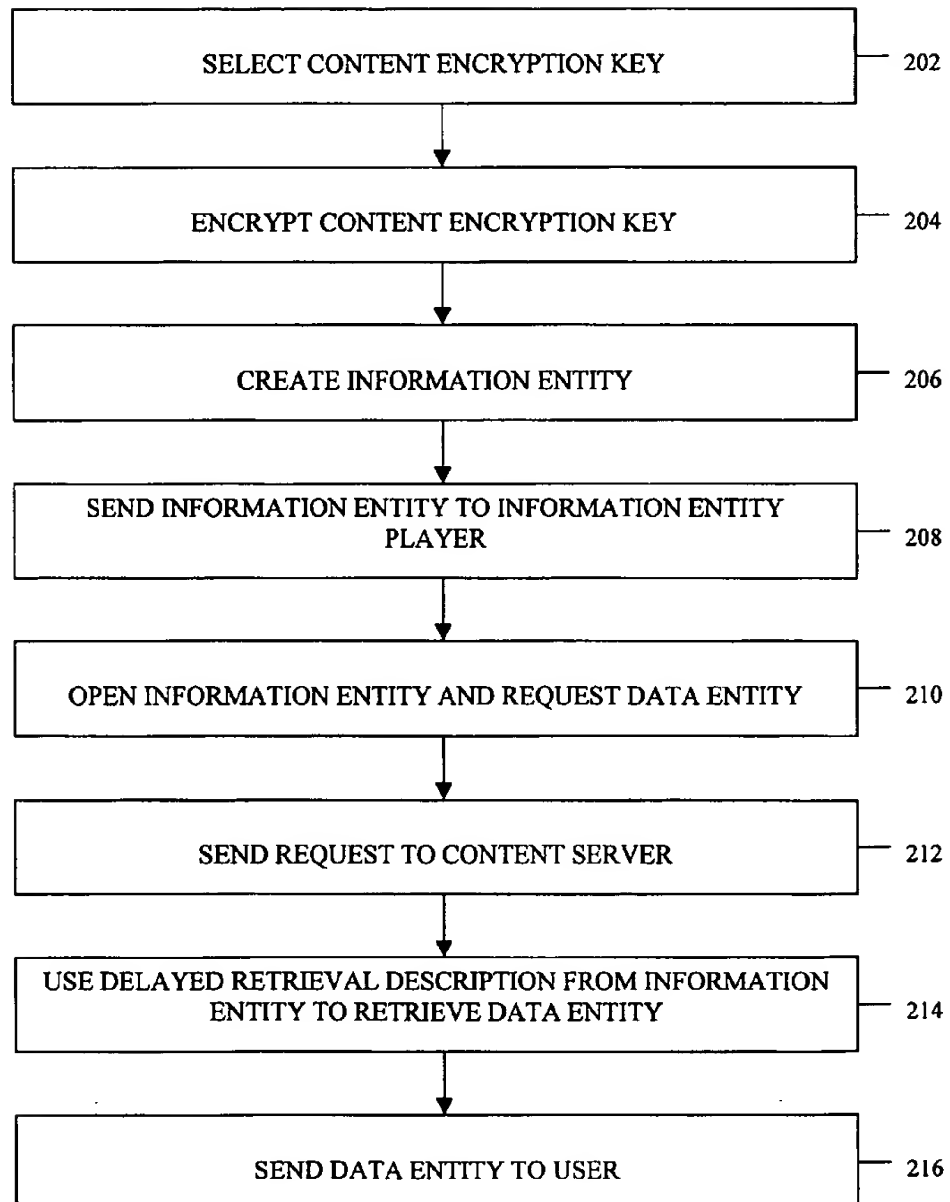 SELECT CONTENT ENCRYPTION KEY
202
ENCRYPT CONTENT ENCRYPTION KEY
204
CREATE INFORMATION ENTITY
206
SEND INFORMATION ENTITY TO INFORMATION ENTITY
PLAYER
208
OPEN INFORMATION ENTITY AND REQUEST DATA ENTITY
210
SEND REQUEST TO CONTENT SERVER
212
USE DELAYED RETRIEVAL DESCRIPTION FROM INFORMATION
ENTITY TO RETRIEVE DATA ENTITY
214
SEND DATA ENTITY TO USER
216